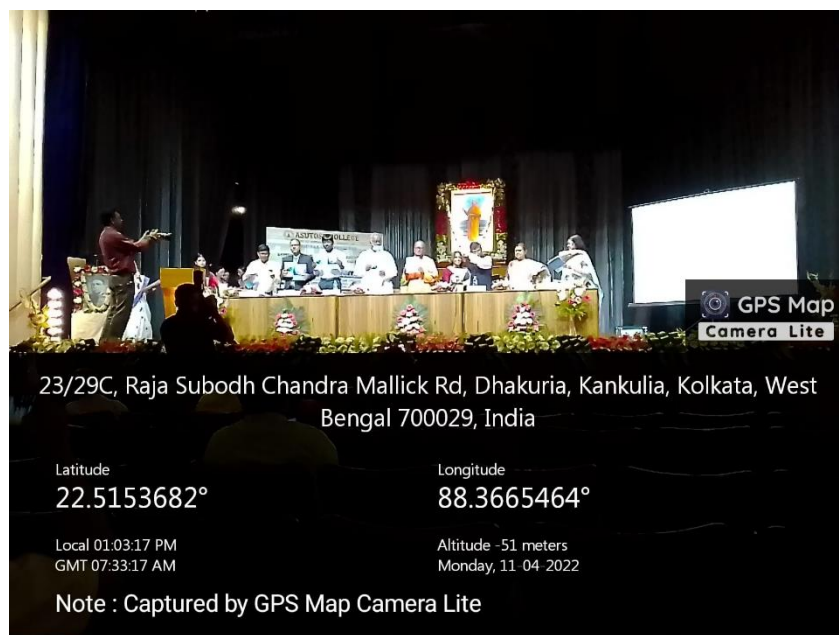 ASUTOSH COLLEGE
GPS Map
Camera Lite
23/29C, Raja Subodh Chandra Mallick Rd, Dhakuria, Kankulia, Kolkata, West
Bengal 700029, India
Latitude
22.5153682°
Longitude
88.3665464°
Local 01:03:17 PM
GMT 07:33:17 AM
Altitude -51 meters
Monday, 11-04-2022
Note : Captured by GPS Map Camera Lite